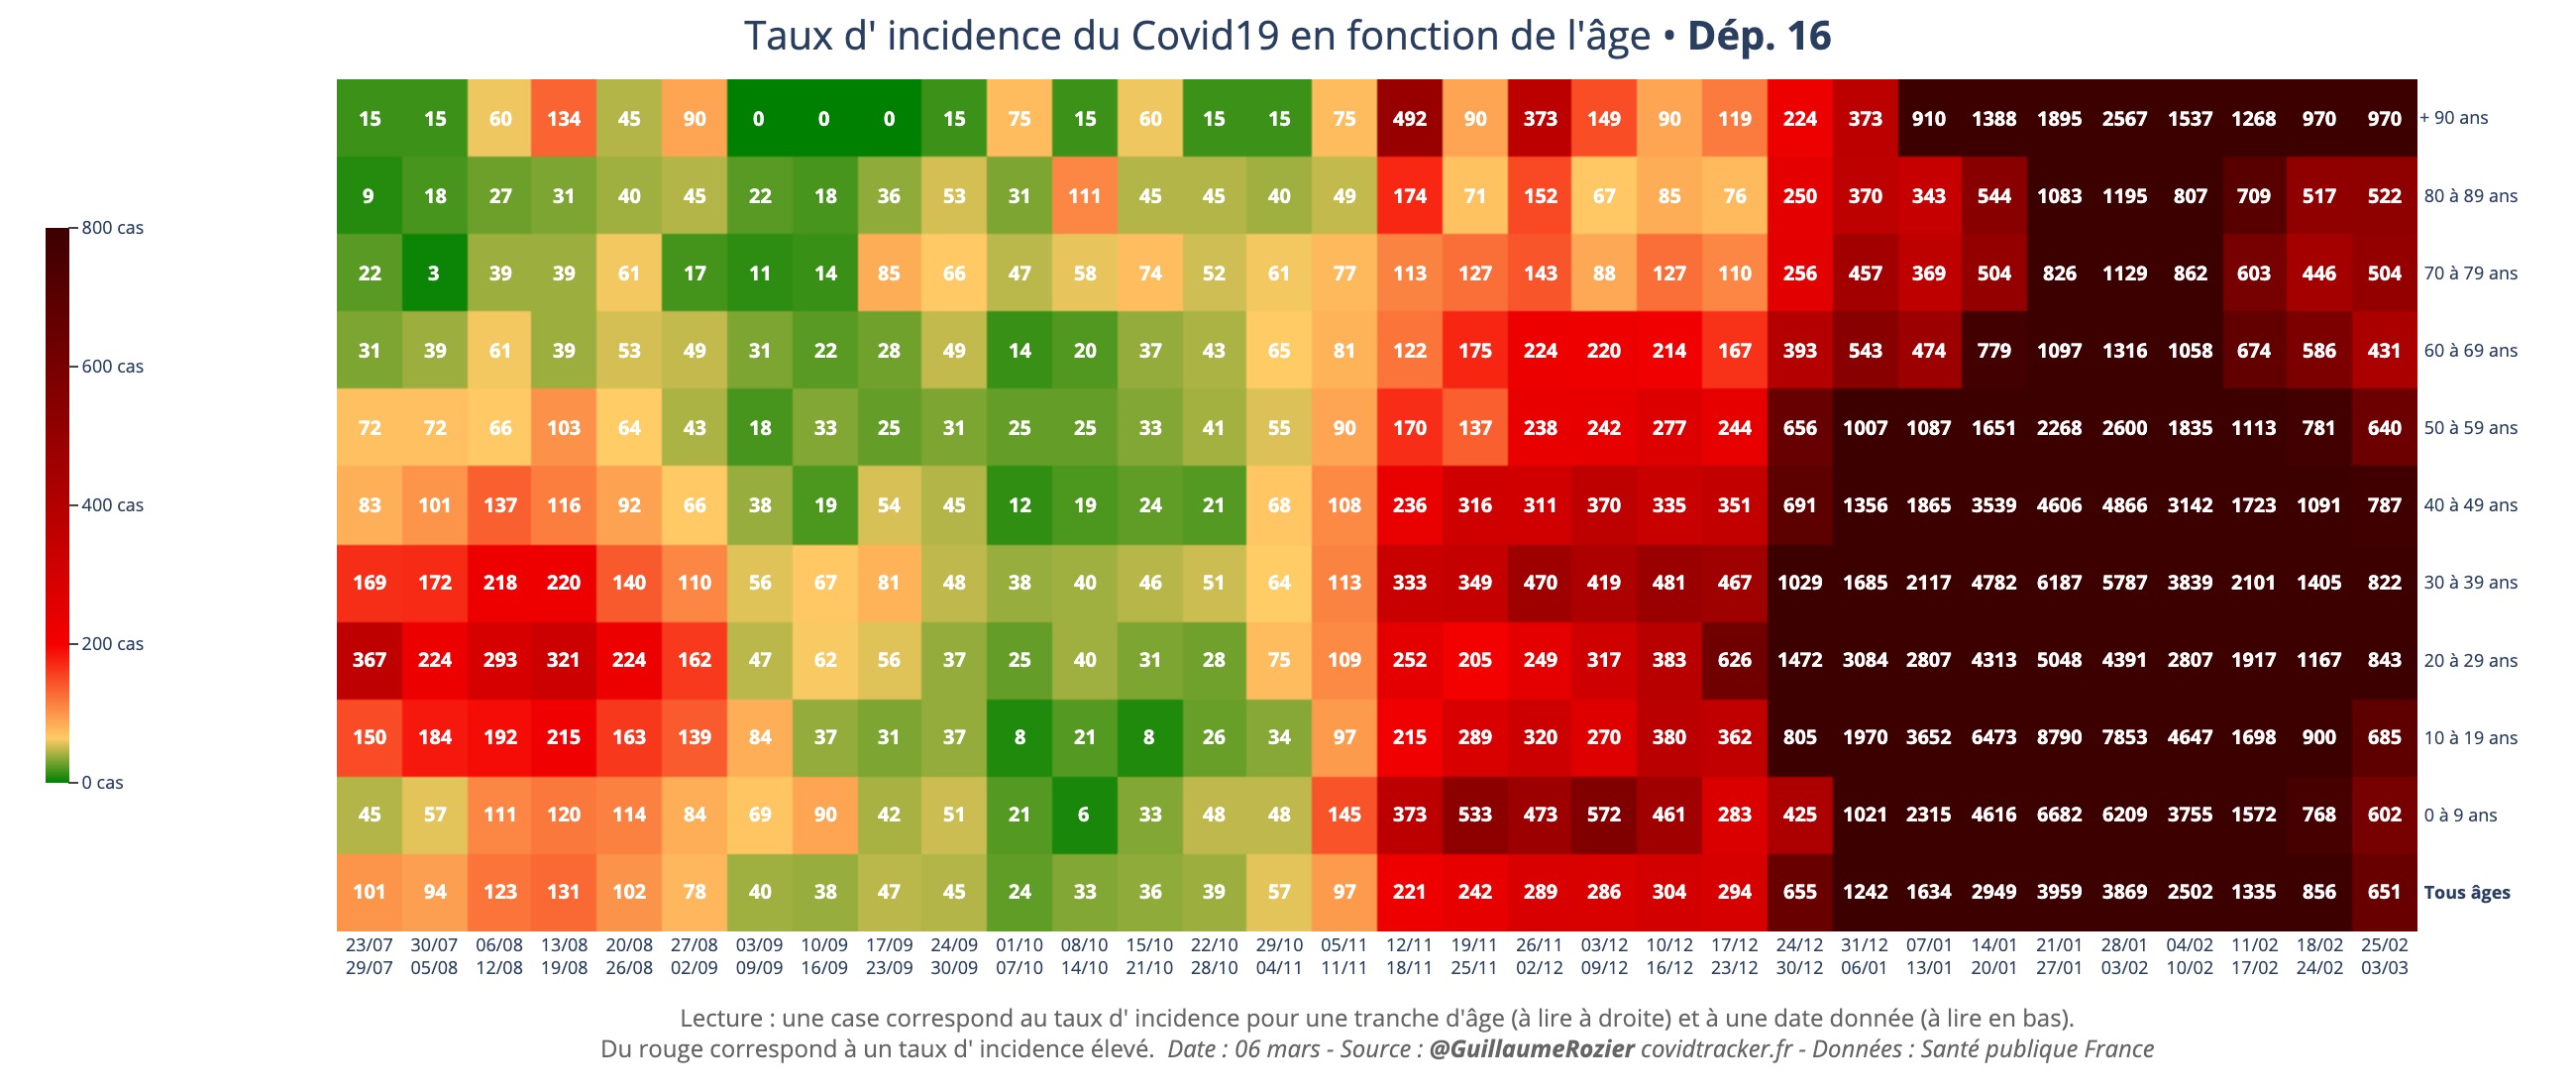 Taux d' incidence du Covid19 en fonction de l'âge • Dép. 16
15 15 60 134 45 90 0 0 0 15 75 15 60 15 15 75 492 90 373 149 90 119 224 373 910 1388 1895 2567 1537 1268 970 970 + 90 ans
9 18 27 31 40 45 22 18 36 53 31 111 45 45 40 49 174 71 152 67 85 76 250 370 343 544 1083 1195 807 709 517 522 80 à 89 ans
800 cas
22 3 39 39 61 17 11 14 85 66 47 58 74 52 61 77 113 127 143 88 127 110 256 457 369 504 826 1129 862 603 446 504 70 à 79 ans
31 39 61 39 53 49 31 22 28 49 14 20 37 43 65 81 122 175 224 220 214 167 393 543 474 779 1097 1316 1058 674 586 431 60 à 69 ans
600 cas
72 72 66 103 64 43 18 33 25 31 25 25 33 41 55 90 170 137 238 242 277 244 656 1007 1087 1651 2268 2600 1835 1113 781 640 50 à 59 ans
400 cas
83 101 137 116 92 66 38 19 54 45 12 19 24 21 68 108 236 316 311 370 335 351 691 1356 1865 3539 4606 4866 3142 1723 1091 787 40 à 49 ans
169 172 218 220 140 110 56 67 81 48 38 40 46 51 64 113 333 349 470 419 481 467 1029 1685 2117 4782 6187 5787 3839 2101 1405 822 30 à 39 ans
200 cas
367 224 293 321 224 162 47 62 56 37 25 40 31 28 75 109 252 205 249 317 383 626 1472 3084 2807 4313 5048 4391 2807 1917 1167 843 20 à 29 ans
150 184 192 215 163 139 84 37 31 37 8 21 8 26 34 97 215 289 320 270 380 362 805 1970 3652 6473 8790 7853 4647 1698 900 685 10 à 19 ans
0 cas
45 57 111 120 114 84 69 90 42 51 21 6 33 48 48 145 373 533 473 572 461 283 425 1021 2315 4616 6682 6209 3755 1572 768 602 0 à 9 ans
101 94 123 131 102 78 40 38 47 45 24 33 36 39 57 97 221 242 289 286 304 294 655 1242 1634 2949 3959 3869 2502 1335 856 651 Tous âges
23/07 30/07 06/08 13/08 20/08 27/08 03/09 10/09 17/09 24/09 01/10 08/10 15/10 22/10 29/10 05/11 12/11 19/11 26/11 03/12 10/12 17/12 24/12 31/12 07/01 14/01 21/01 28/01 04/02 11/02 18/02 25/02
29/07 05/08 12/08 19/08 26/08 02/09 09/09 16/09 23/09 30/09 07/10 14/10 21/10 28/10 04/11 11/11 18/11 25/11 02/12 09/12 16/12 23/12 30/12 06/01 13/01 20/01 27/01 03/02 10/02 17/02 24/02 03/03
Lecture : une case correspond au taux d' incidence pour une tranche d'âge (à lire à droite) et à une date donnée (à lire en bas).
Du rouge correspond à un taux d' incidence élevé. Date : 06 mars - Source : @GuillaumeRozier covidtracker.fr - Données : Santé publique France